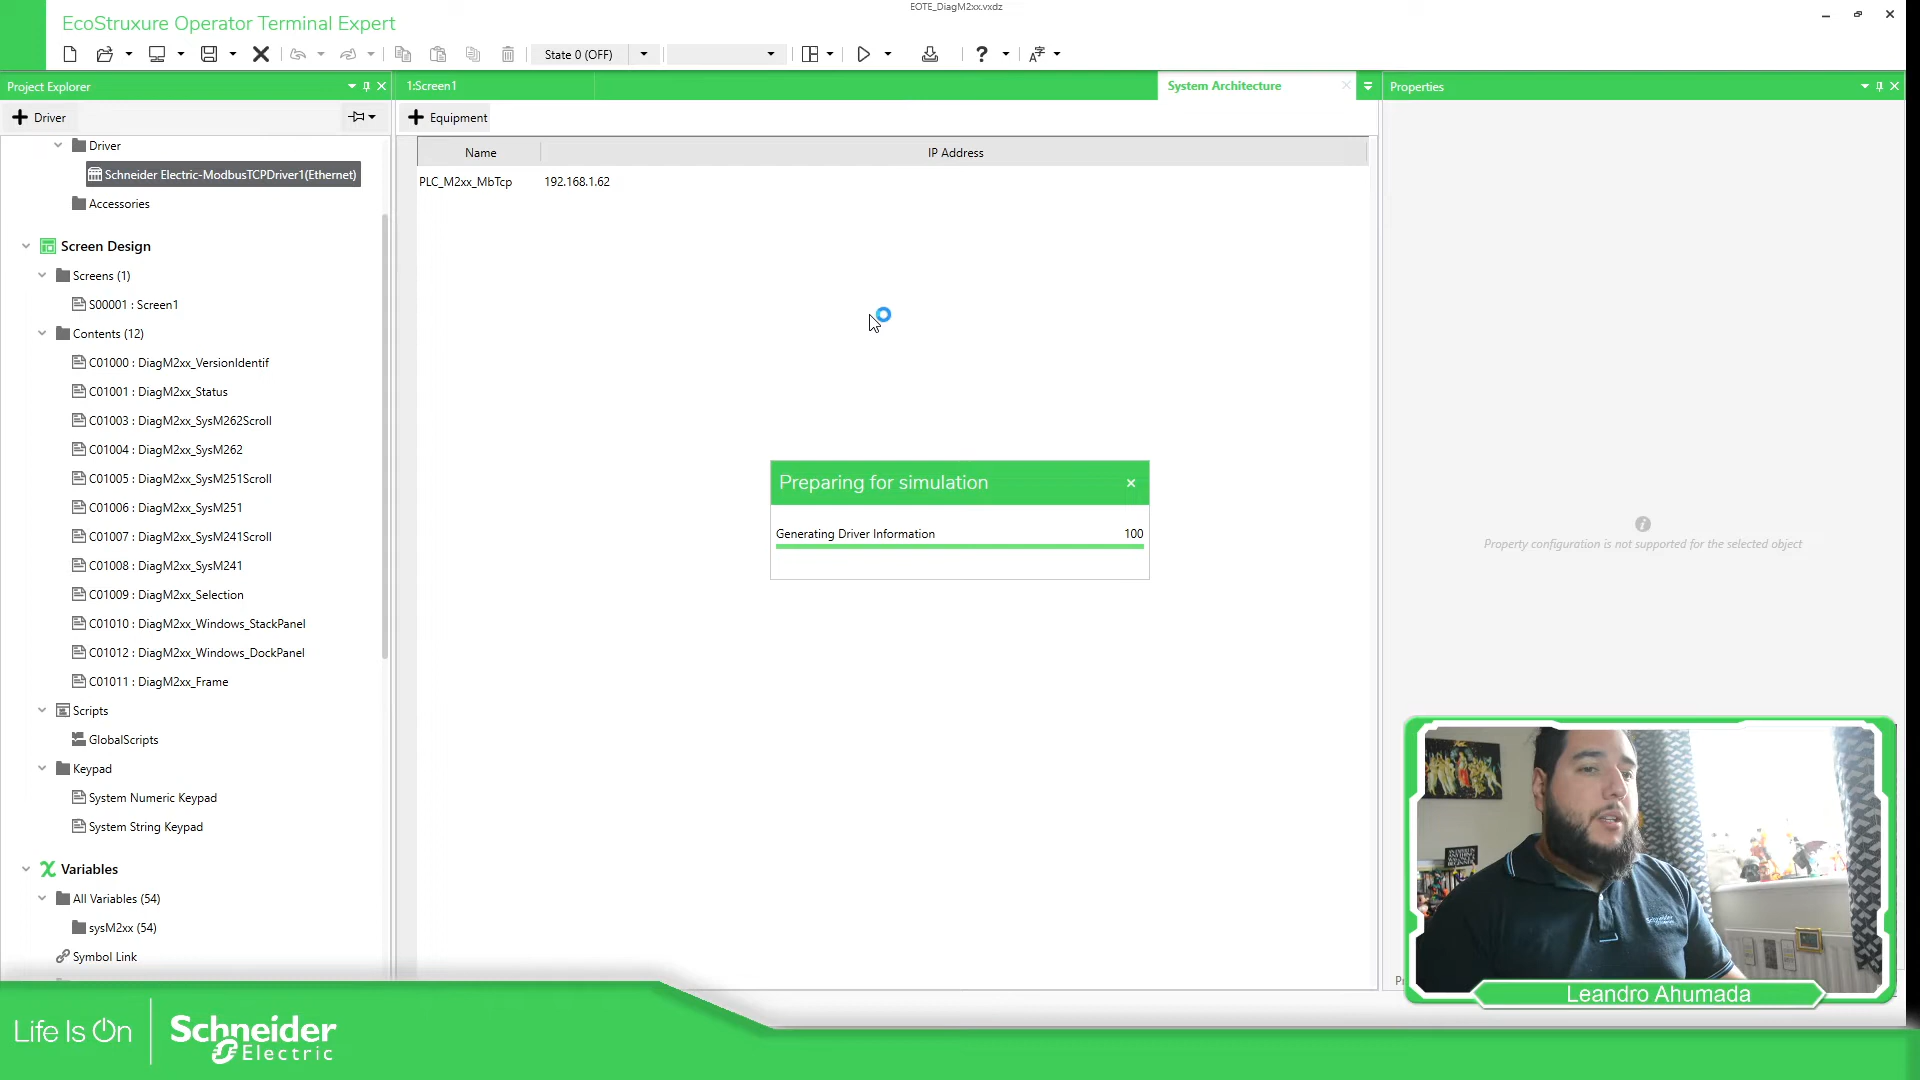 EOTE_DiagM2xx.vxdz
EcoStruxure Operator Terminal Expert
State 0 (OFF)
Project Explorer
1:Screen1
System Architecture
Properties
Driver
Equipment
Driver
Schneider Electric-ModbusTCPDriver1(Ethernet)
Accessories
Name
IP Address
PLC_M2xx_MbTcp
192.168.1.62
Screen Design
Screens (1)
S00001 : Screen1
Contents (12)
C01000 : DiagM2xx_VersionIdentif
C01001 : DiagM2xx_Status
C01003 : DiagM2xx_SysM262Scroll
C01004 : DiagM2xx_SysM262
C01005 : DiagM2xx_SysM251Scroll
C01006 : DiagM2xx_SysM251
C01007 : DiagM2xx_SysM241Scroll
C01008 : DiagM2xx_SysM241
C01009 : DiagM2xx_Selection
C01010 : DiagM2xx_Windows_StackPanel
C01012 : DiagM2xx_Windows_DockPanel
C01011 : DiagM2xx_Frame
Scripts
GlobalScripts
Keypad
System Numeric Keypad
System String Keypad
Variables
All Variables (54)
sysM2xx (54)
Symbol Link
Preparing for simulation
Generating Driver Information 100
Property configuration is not supported for the selected object
Leandro Ahumada
Life Is On
Schneider
Electric